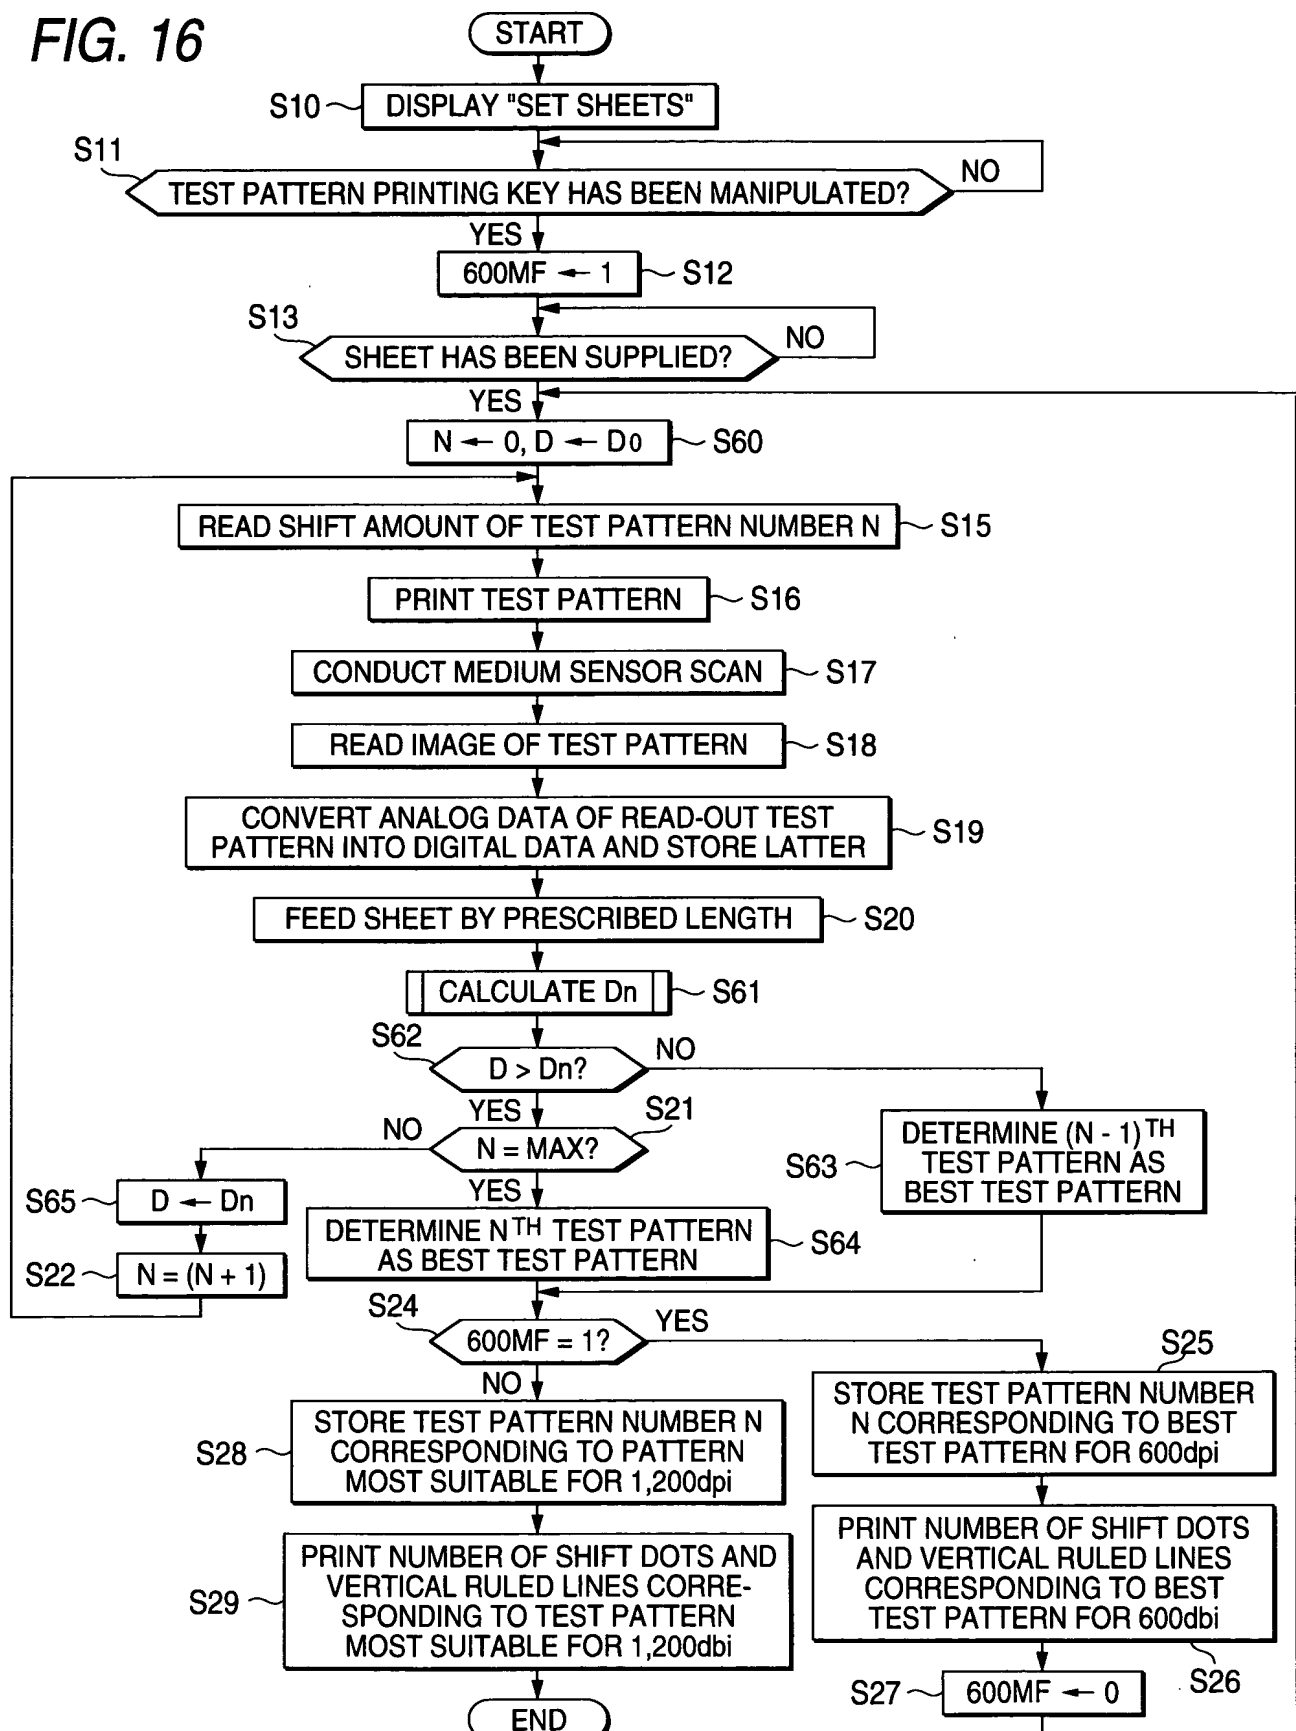 FIG. 16
START
S10
DISPLAY "SET SHEETS"
S11
NO
TEST PATTERN PRINTING KEY HAS BEEN MANIPULATED?
YES
600MF ← 1
S12
S13
NO
SHEET HAS BEEN SUPPLIED?
YES
N ← 0, D ← D0
S60
READ SHIFT AMOUNT OF TEST PATTERN NUMBER N
S15
PRINT TEST PATTERN
S16
CONDUCT MEDIUM SENSOR SCAN
S17
READ IMAGE OF TEST PATTERN
S18
CONVERT ANALOG DATA OF READ-OUT TEST
PATTERN INTO DIGITAL DATA AND STORE LATTER
S19
FEED SHEET BY PRESCRIBED LENGTH
S20
CALCULATE Dn
S61
S62
D > Dn?
NO
YES
S21
NO
N = MAX?
YES
S63
DETERMINE (N - 1)TH
TEST PATTERN AS
BEST TEST PATTERN
S65
D ← Dn
S22
N = (N + 1)
DETERMINE NTH TEST PATTERN
AS BEST TEST PATTERN
S64
S24
600MF = 1?
YES
NO
S25
STORE TEST PATTERN NUMBER
N CORRESPONDING TO BEST
TEST PATTERN FOR 600dpi
S28
STORE TEST PATTERN NUMBER N
CORRESPONDING TO PATTERN
MOST SUITABLE FOR 1,200dpi
PRINT NUMBER OF SHIFT DOTS
AND VERTICAL RULED LINES
CORRESPONDING TO BEST
TEST PATTERN FOR 600dbi
S26
S29
PRINT NUMBER OF SHIFT DOTS AND
VERTICAL RULED LINES CORRE-
SPONDING TO TEST PATTERN
MOST SUITABLE FOR 1,200dbi
S27
600MF ← 0
END